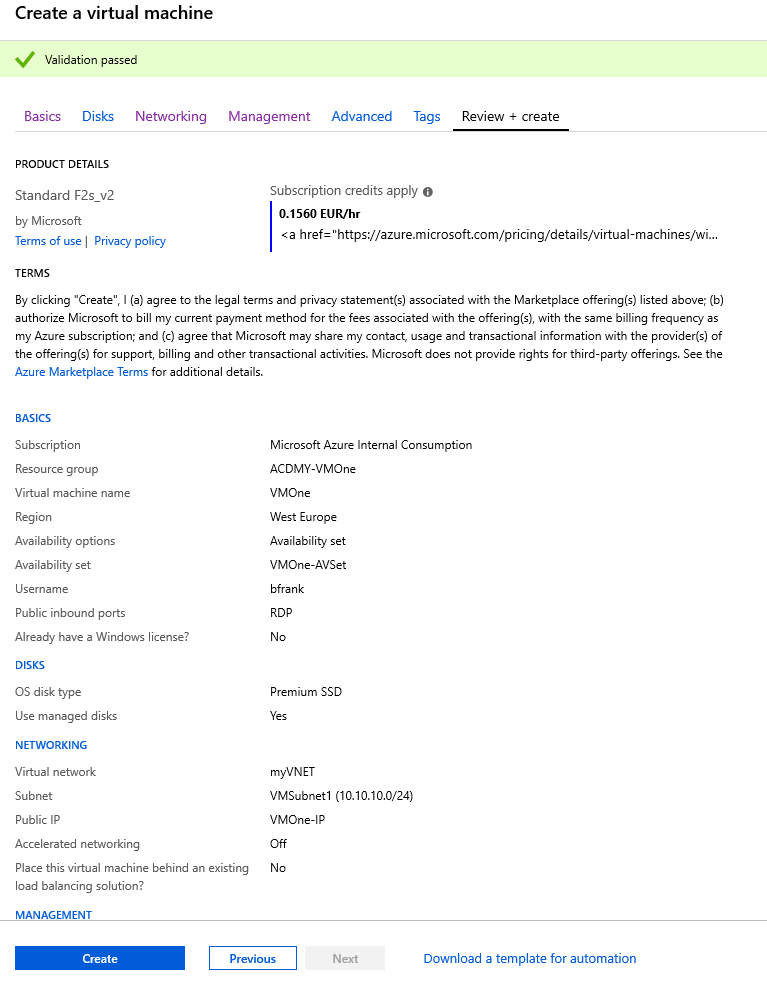 Create a virtual machine
Validation passed
Basics Disks Networking Management Advanced Tags Review + create
PRODUCT DETAILS
Standard F2s_v2
by Microsoft
Terms of use | Privacy policy
Subscription credits apply
0.1560 EUR/hr
<a href="https://azure.microsoft.com/pricing/details/virtual-machines/wi...
TERMS
By clicking "Create", I (a) agree to the legal terms and privacy statement(s) associated with the Marketplace offering(s) listed above; (b)
authorize Microsoft to bill my current payment method for the fees associated with the offering(s), with the same billing frequency as
my Azure subscription; and (c) agree that Microsoft may share my contact, usage and transactional information with the provider(s) of
the offering(s) for support, billing and other transactional activities. Microsoft does not provide rights for third-party offerings. See the
Azure Marketplace Terms for additional details.
BASICS
Subscription Microsoft Azure Internal Consumption
Resource group ACDMY-VMOne
Virtual machine name VMOne
Region West Europe
Availability options Availability set
Availability set VMOne-AVSet
Username bfrank
Public inbound ports RDP
Already have a Windows license? No
DISKS
OS disk type Premium SSD
Use managed disks Yes
NETWORKING
Virtual network myVNET
Subnet VMSubnet1 (10.10.10.0/24)
Public IP VMOne-IP
Accelerated networking Off
Place this virtual machine behind an existing No
load balancing solution?
MANAGEMENT
Create Previous Next Download a template for automation